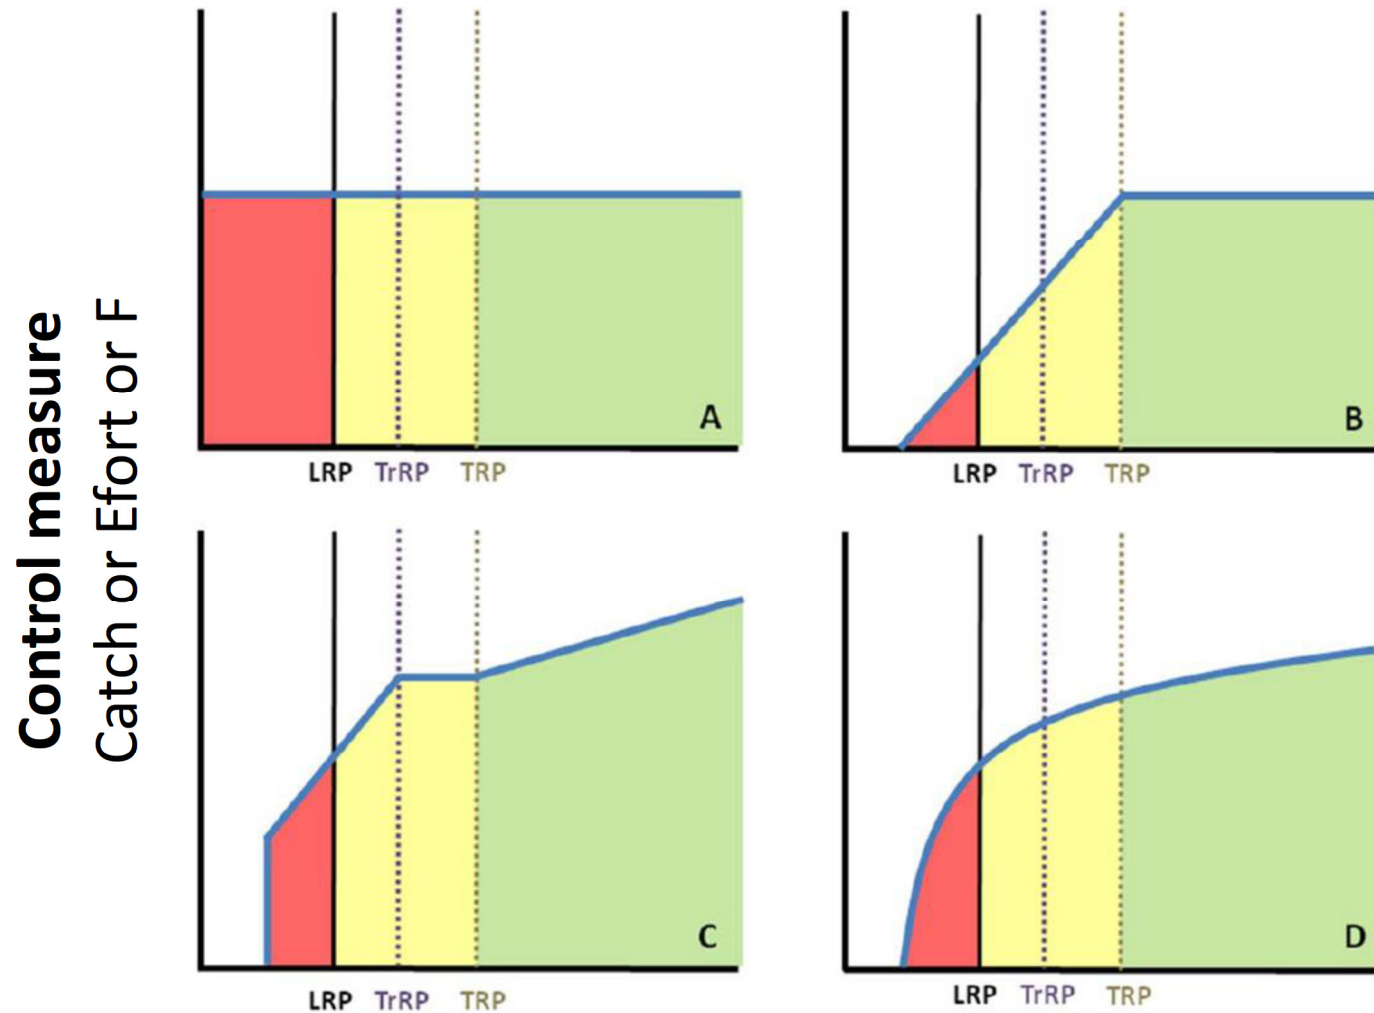 Control measure
Catch or Efort or F
A
LRP TrRP TRP
B
LRP TrRP TRP
C
LRP TrRP TRP
D
LRP TrRP TRP